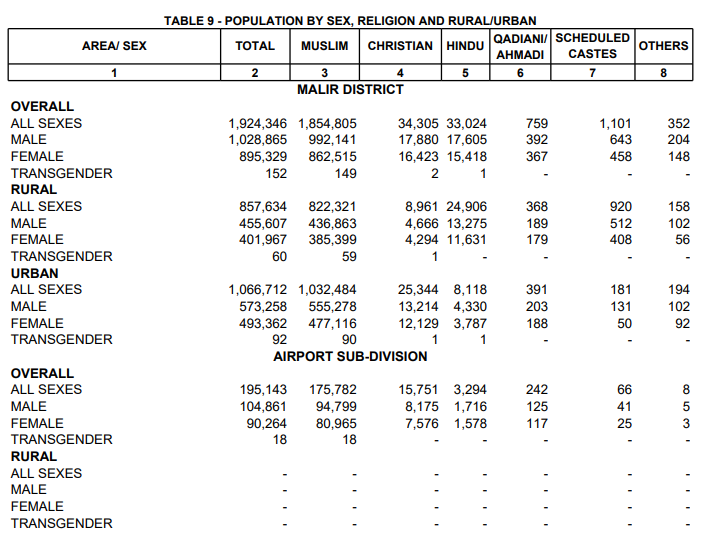 TABLE 9 - POPULATION BY SEX, RELIGION AND RURAL/URBAN
AREA/ SEX TOTAL MUSLIM CHRISTIAN HINDU QADIANI/ AHMADI SCHEDULED CASTES OTHERS
1 2 3 4 5 6 7 8
MALIR DISTRICT
OVERALL
ALL SEXES 1,924,346 1,854,805 34,305 33,024 759 1,101 352
MALE 1,028,865 992,141 17,880 17,605 392 643 204
FEMALE 895,329 862,515 16,423 15,418 367 458 148
TRANSGENDER 152 149 2 1 - - -
RURAL
ALL SEXES 857,634 822,321 8,961 24,906 368 920 158
MALE 455,607 436,863 4,666 13,275 189 512 102
FEMALE 401,967 385,399 4,294 11,631 179 408 56
TRANSGENDER 60 59 1 - - - -
URBAN
ALL SEXES 1,066,712 1,032,484 25,344 8,118 391 181 194
MALE 573,258 555,278 13,214 4,330 203 131 102
FEMALE 493,362 477,116 12,129 3,787 188 50 92
TRANSGENDER 92 90 1 1 - - -
AIRPORT SUB-DIVISION
OVERALL
ALL SEXES 195,143 175,782 15,751 3,294 242 66 8
MALE 104,861 94,799 8,175 1,716 125 41 5
FEMALE 90,264 80,965 7,576 1,578 117 25 3
TRANSGENDER 18 18 - - - - -
RURAL
ALL SEXES - - - - - - -
MALE - - - - - - -
FEMALE - - - - - - -
TRANSGENDER - - - - - - -